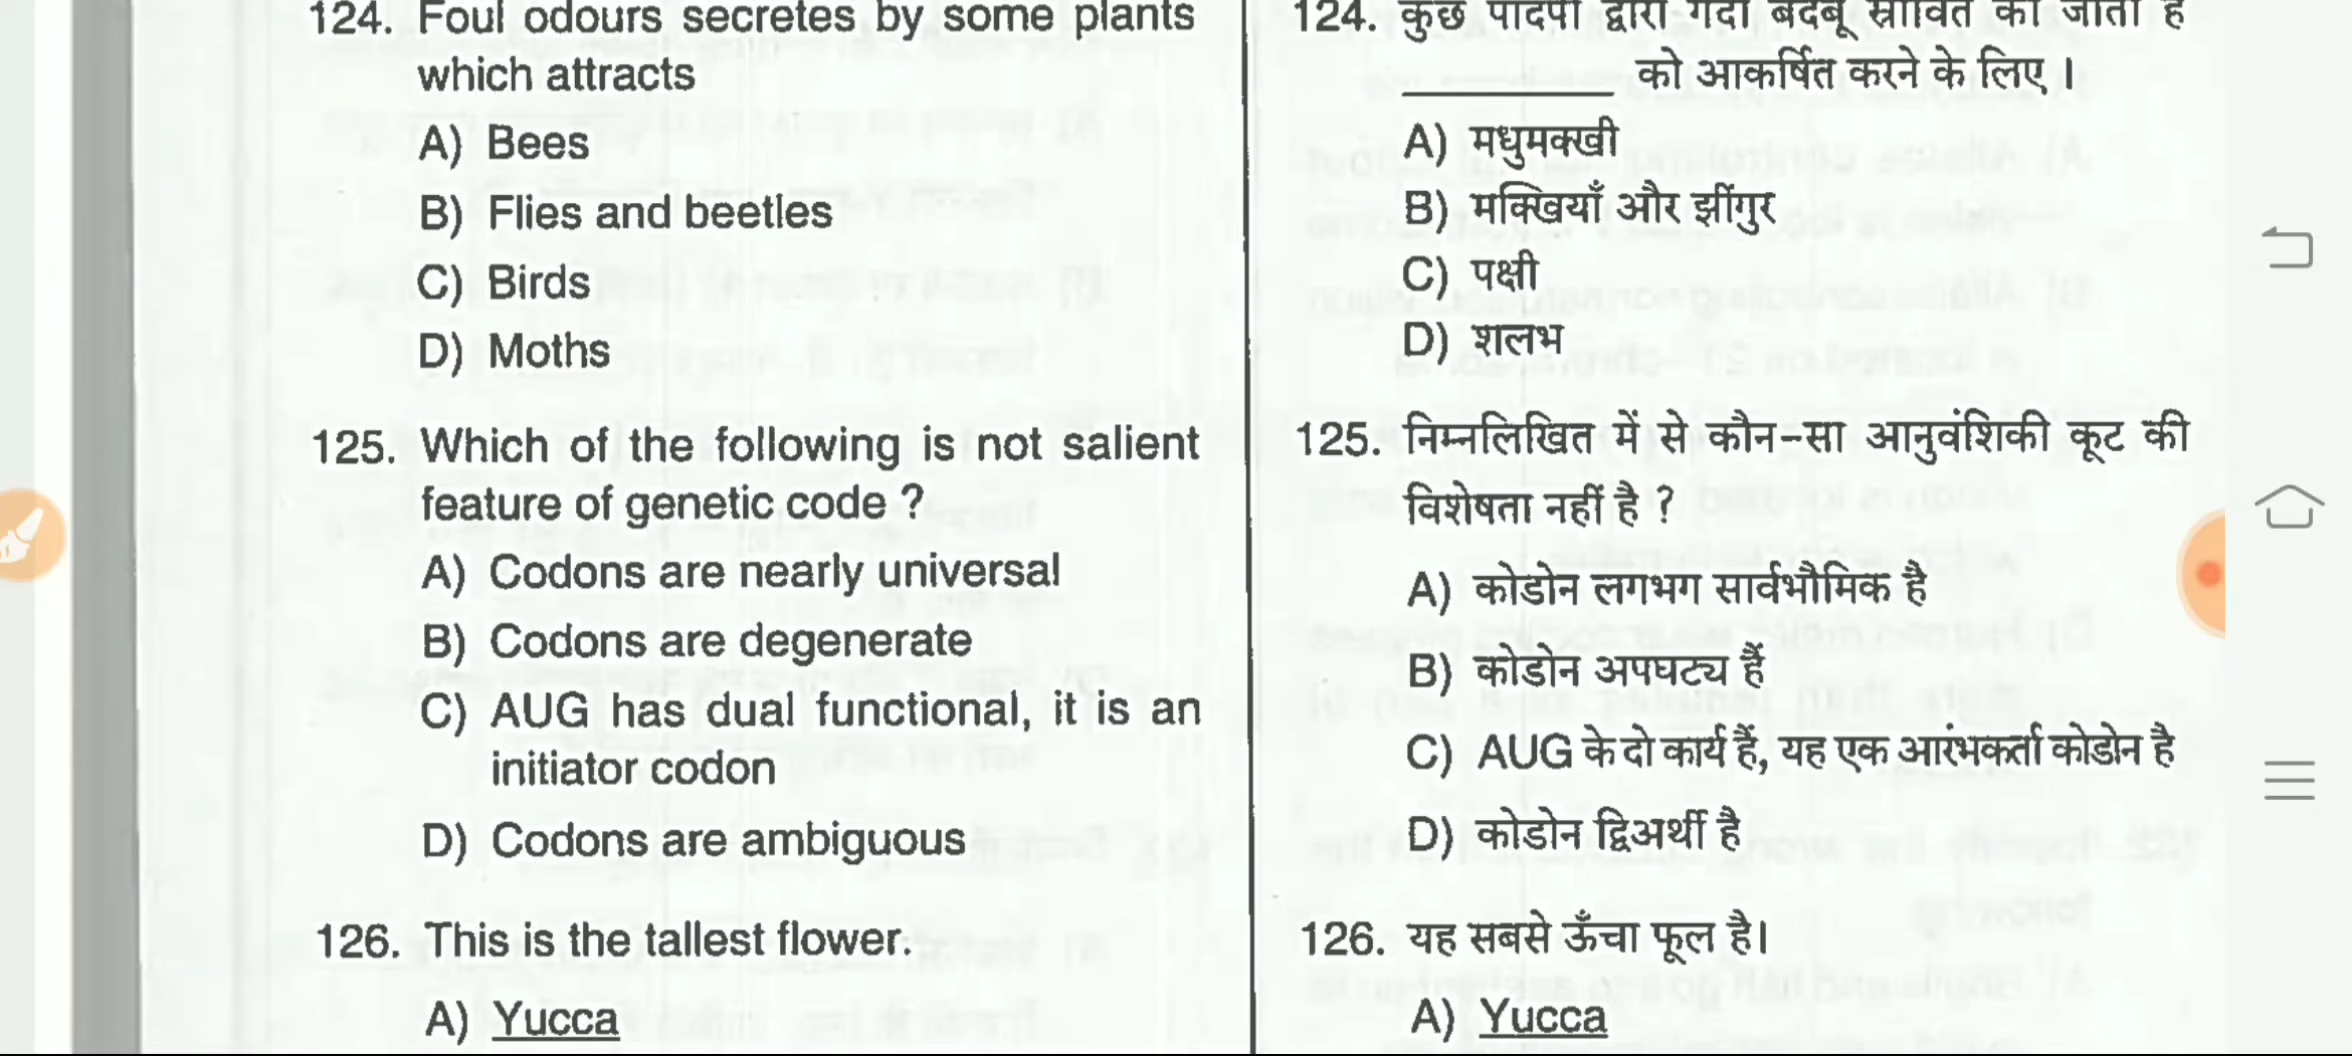 124. Foul odours secretes by some plants
which attracts
A) Bees
B) Flies and beetles
C) Birds
D) Moths
125. Which of the following is not salient
feature of genetic code ?
A) Codons are nearly universal
B) Codons are degenerate
C) AUG has dual functional, it is an
initiator codon
D) Codons are ambiguous
126. This is the tallest flower.
A) Yucca
124. कुछ पादपों द्वारा गंदी बदबू स्रावित की जाती है
__________ को आकर्षित करने के लिए ।
A) मधुमक्खी
B) मक्खियाँ और झींगुर
C) पक्षी
D) शलभ
125. निम्नलिखित में से कौन-सा आनुवंशिकी कूट की
विशेषता नहीं है ?
A) कोडोन लगभग सार्वभौमिक है
B) कोडोन अपघट्य हैं
C) AUG के दो कार्य हैं, यह एक आरंभकर्ता कोडोन है
D) कोडोन द्विअर्थी है
126. यह सबसे ऊँचा फूल है।
A) Yucca